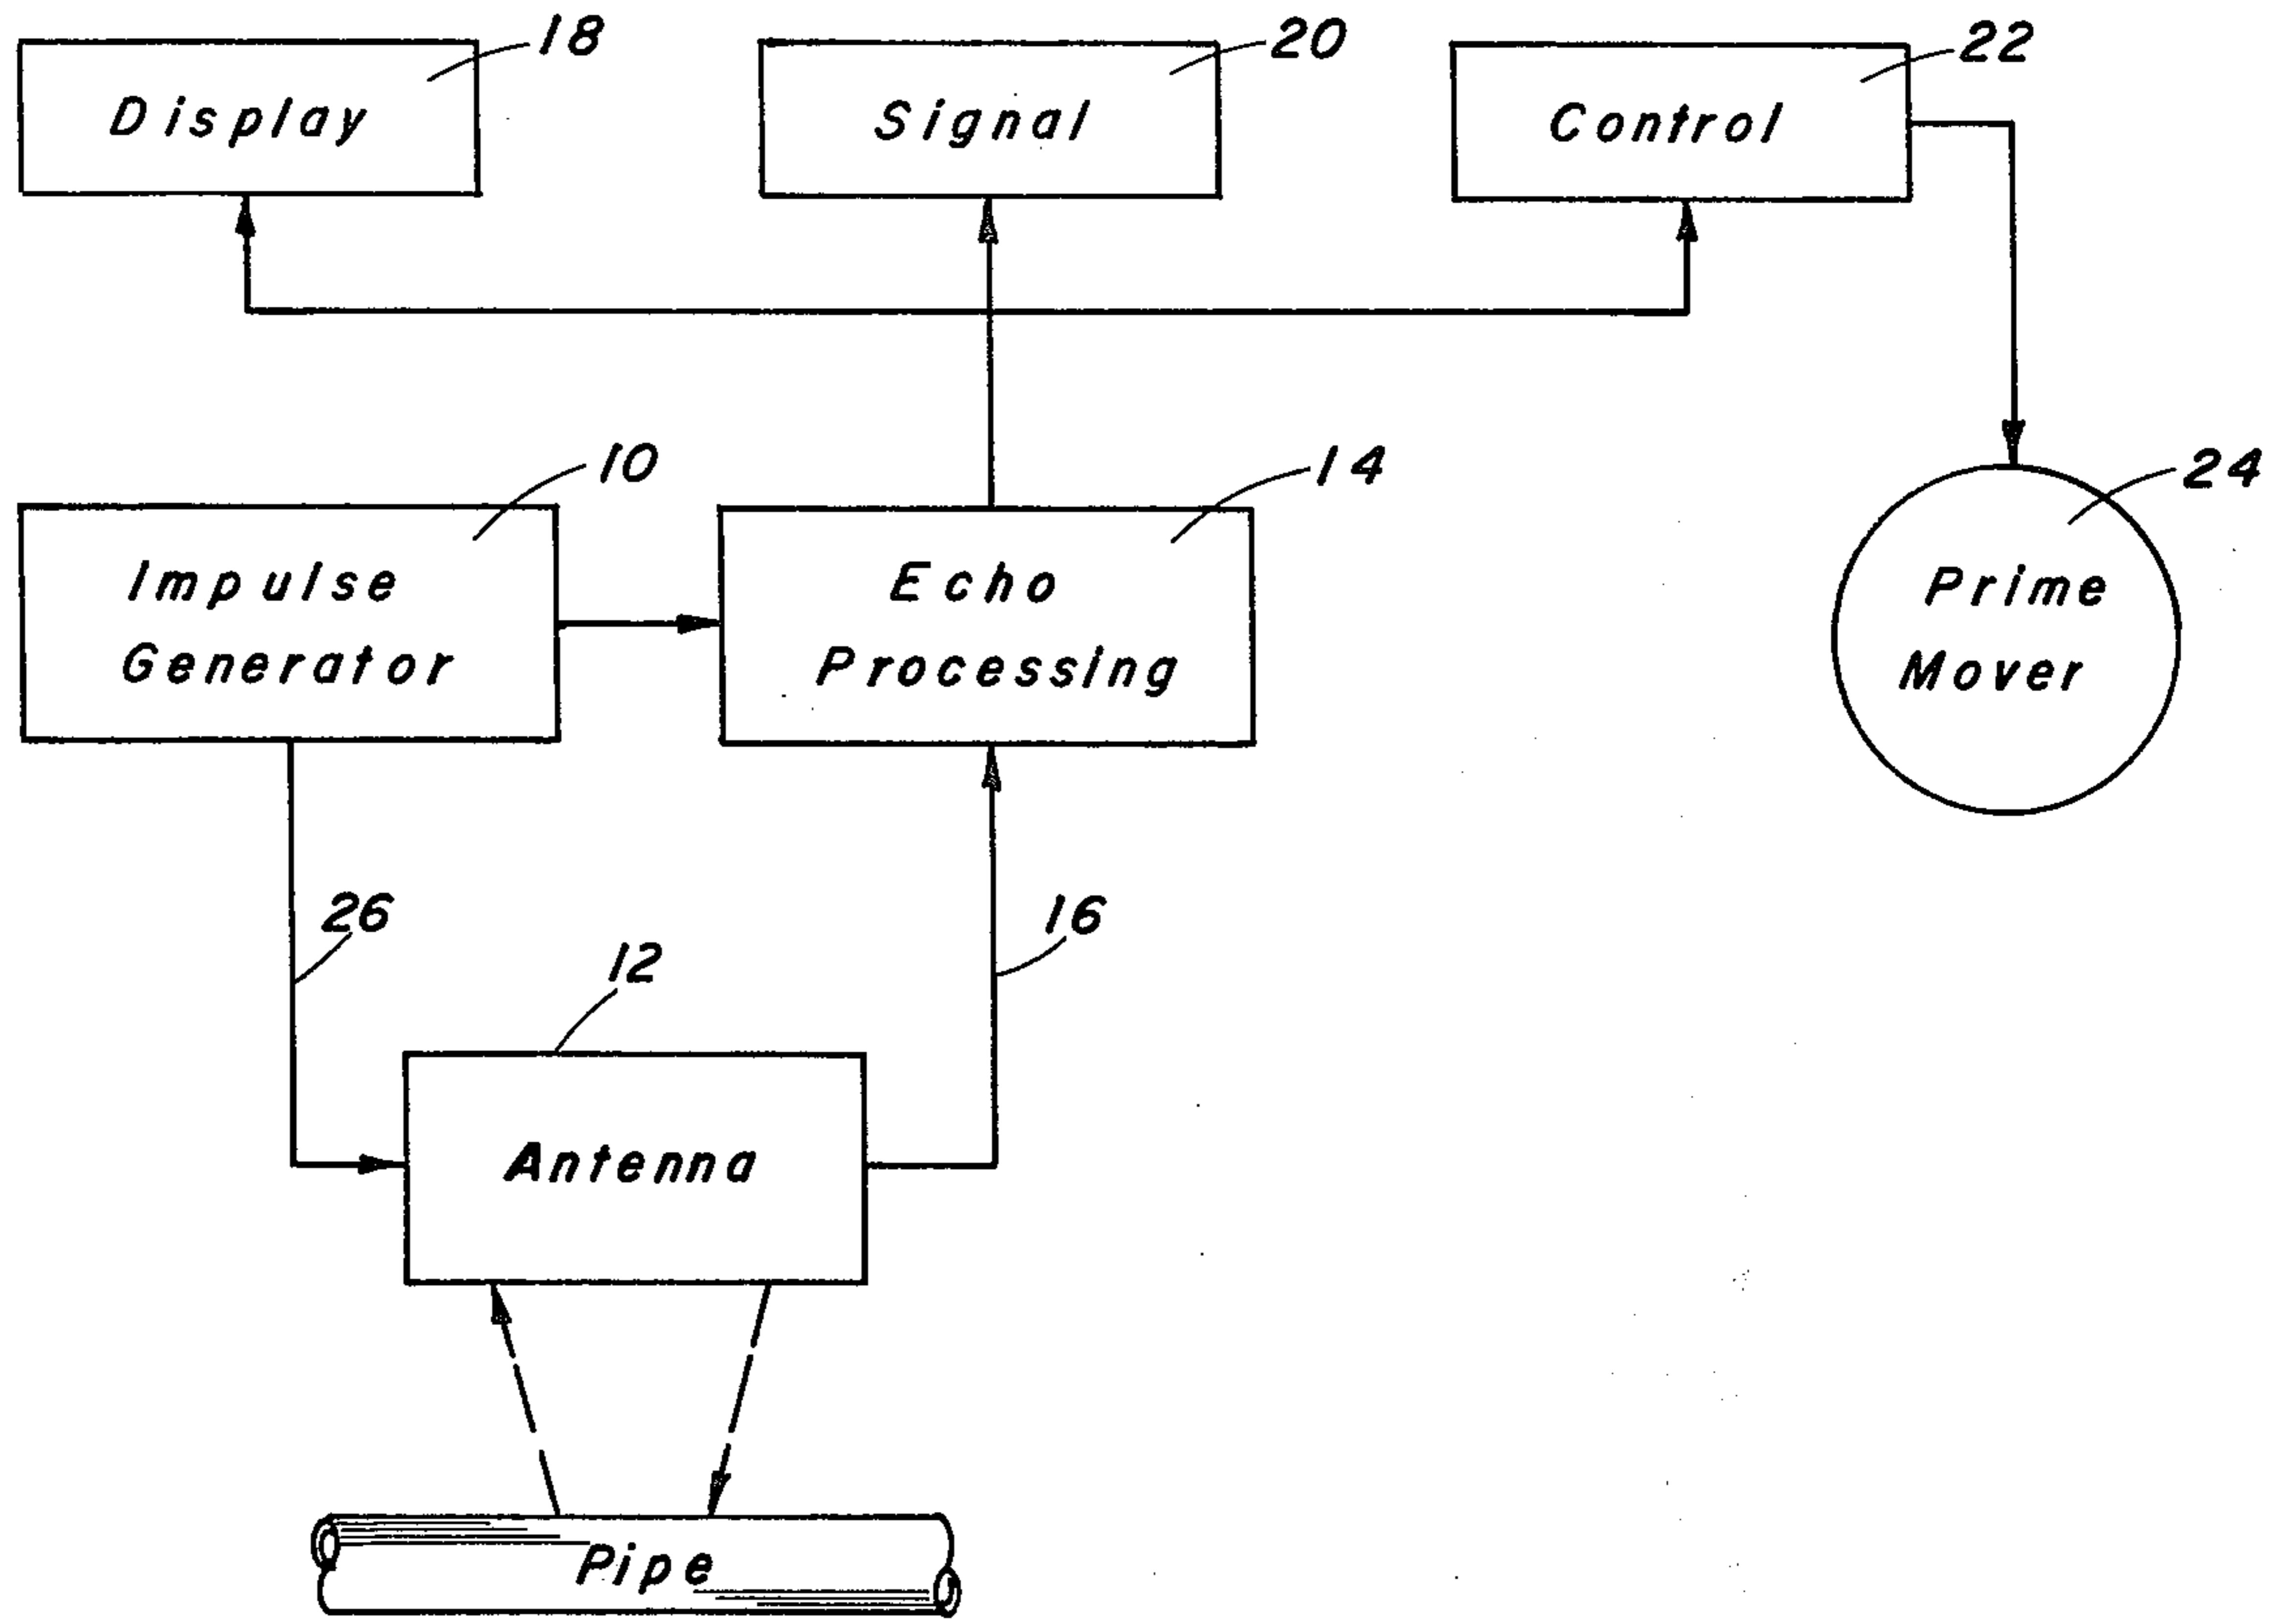 18
Display
20
Signal
22
Control
10
Impulse
Generator
14
Echo
Processing
24
Prime
Mover
26
16
12
Antenna
Pipe